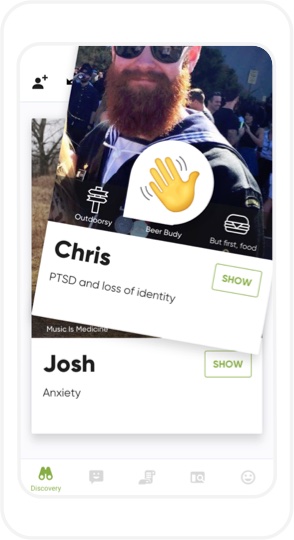 Outdoorsy
Beer Budy
But first, food
Chris
SHOW
PTSD and loss of identity
Music Is Medicine
Josh
SHOW
Anxiety
Discovery